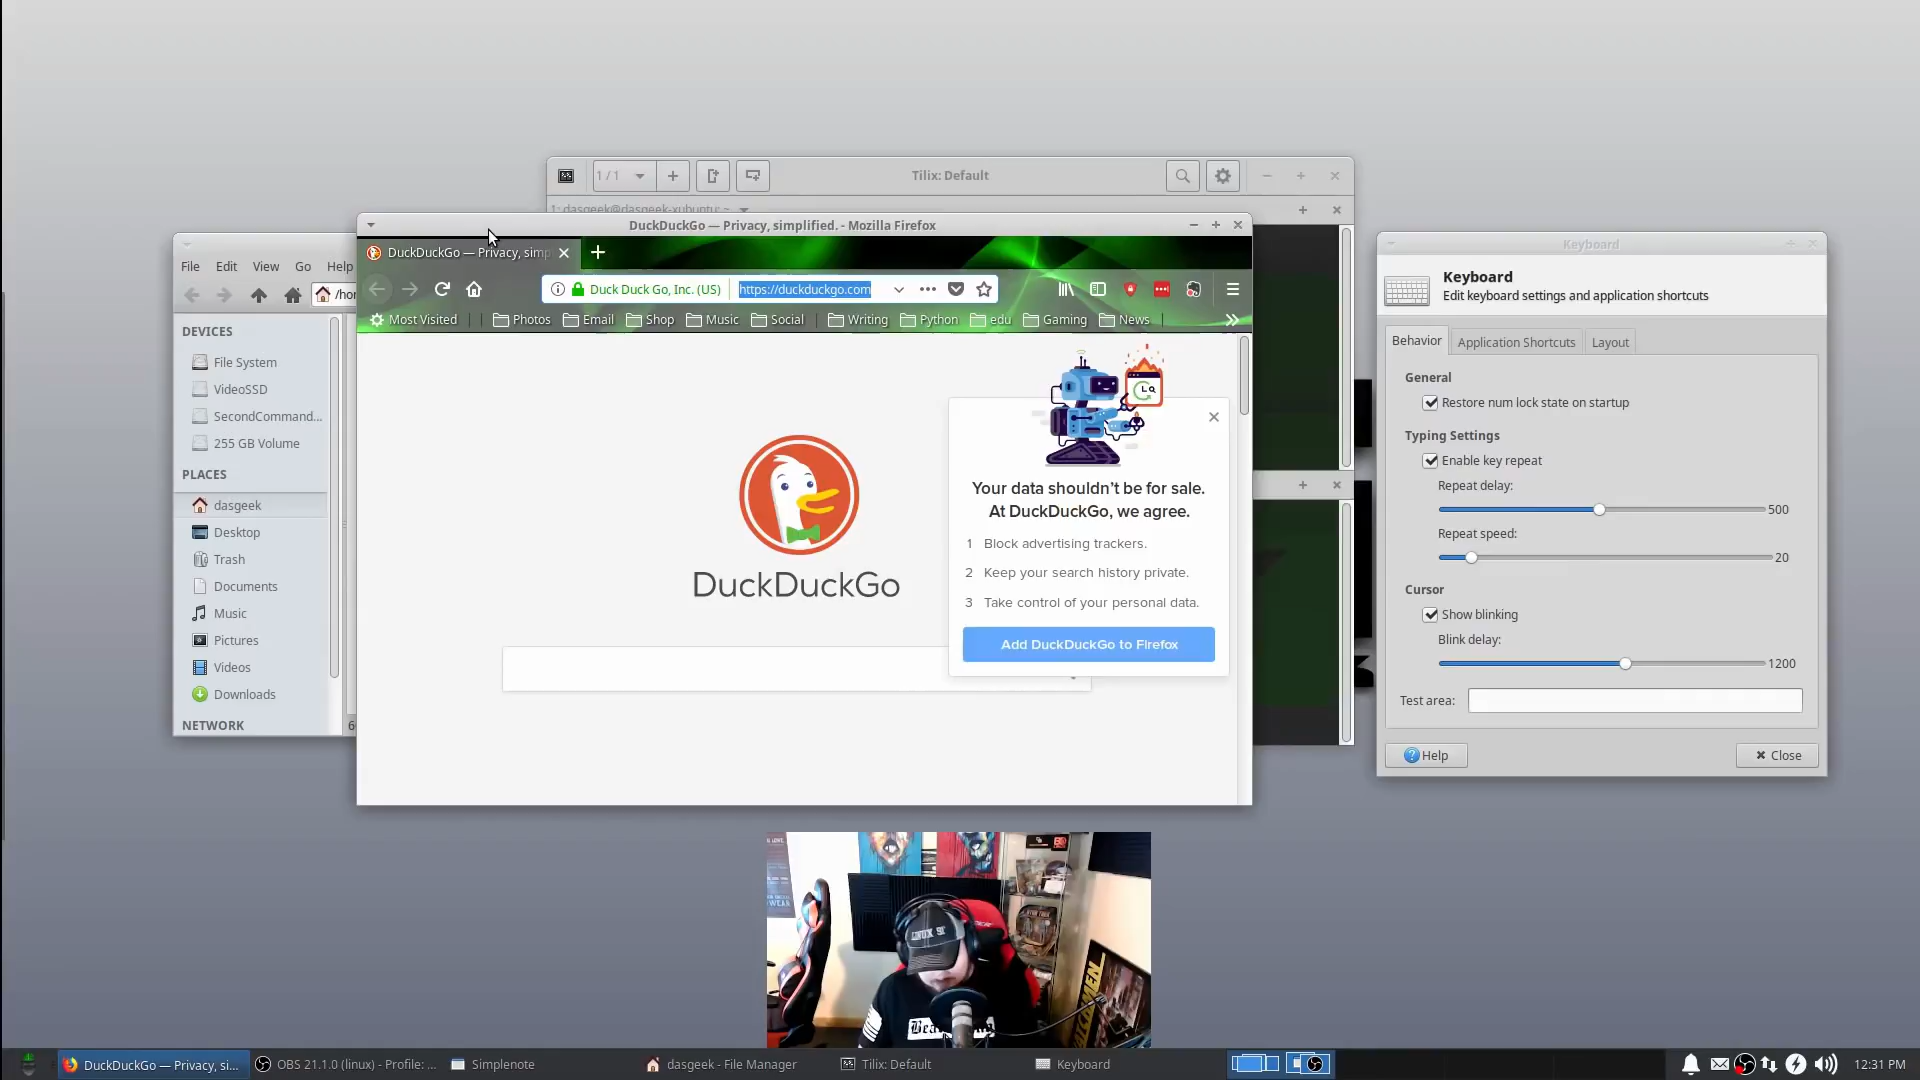 1 / 1
Tilix: Default
1: dasgeek@dasgeek-xubuntu: ~
DuckDuckGo — Privacy, simplified. - Mozilla Firefox
DuckDuckGo — Privacy, simp
Duck Duck Go, Inc. (US)
https://duckduckgo.com
Most Visited
Photos
Email
Shop
Music
Social
Writing
Python
edu
Gaming
News
DuckDuckGo
Your data shouldn't be for sale.
At DuckDuckGo, we agree.
1 Block advertising trackers.
2 Keep your search history private.
3 Take control of your personal data.
Add DuckDuckGo to Firefox
File
Edit
View
Go
Help
/hor
DEVICES
File System
VideoSSD
SecondCommand...
255 GB Volume
PLACES
dasgeek
Desktop
Trash
Documents
Music
Pictures
Videos
Downloads
NETWORK
6
Keyboard
Keyboard
Edit keyboard settings and application shortcuts
Behavior
Application Shortcuts
Layout
General
Restore num lock state on startup
Typing Settings
Enable key repeat
Repeat delay:
500
Repeat speed:
20
Cursor
Show blinking
Blink delay:
1200
Test area:
Help
Close
DuckDuckGo — Privacy, si...
OBS 21.1.0 (linux) - Profile: ...
Simplenote
dasgeek - File Manager
Tilix: Default
Keyboard
12:31 PM